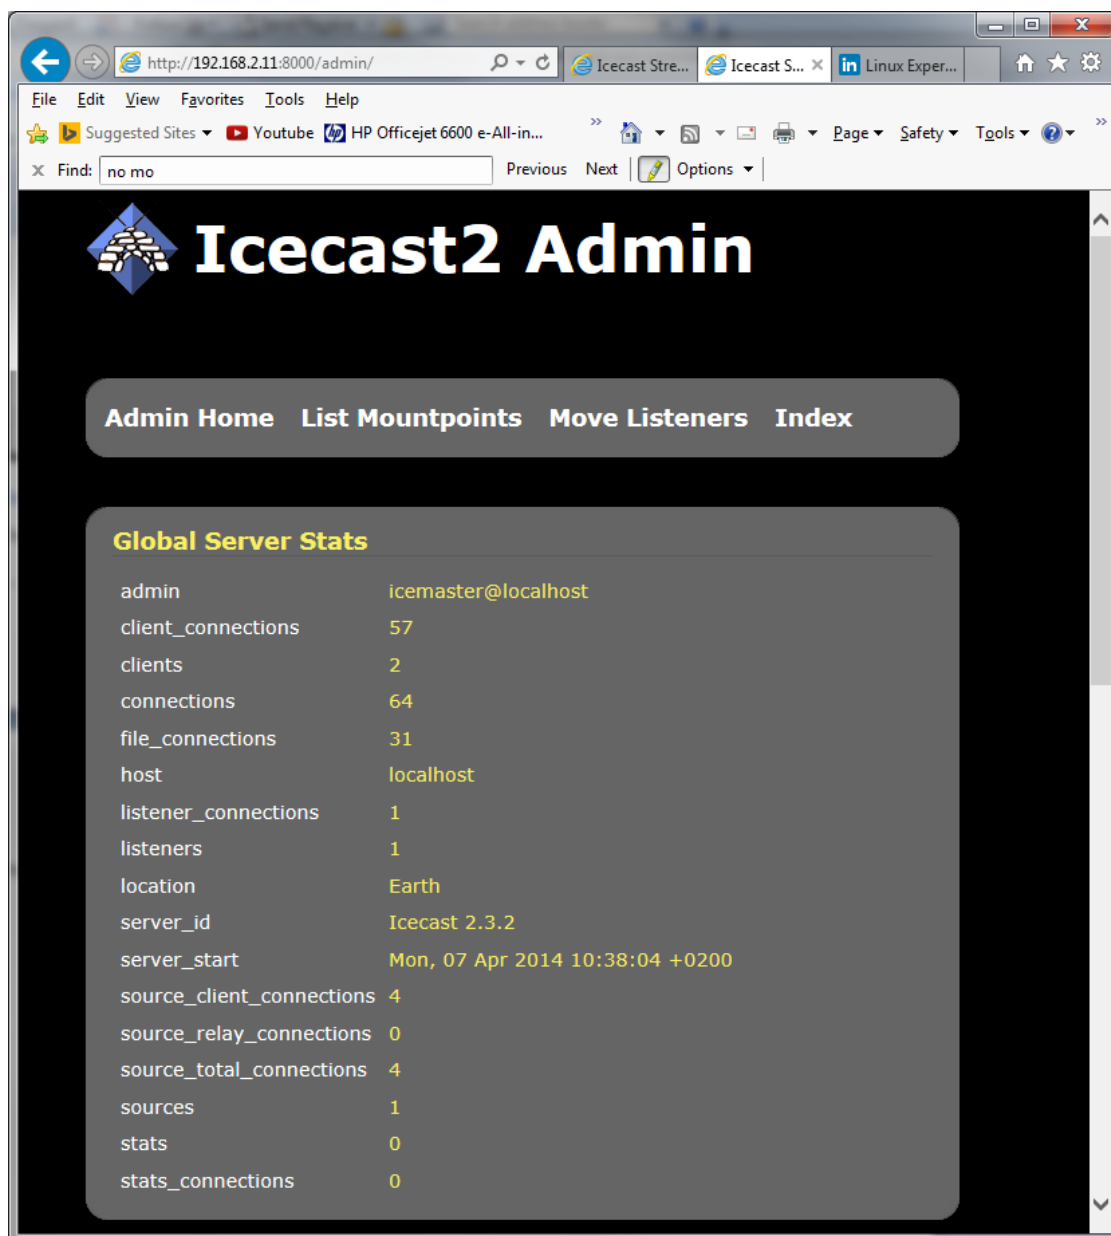 http://192.168.2.11:8000/admin/ Icecast Stre... Icecast S... in Linux Exper...
File Edit View Favorites Tools Help
Suggested Sites Youtube HP Officejet 6600 e-All-in... » Page Safety Tools »
x Find: no mo Previous Next Options
Icecast2 Admin
Admin Home List Mountpoints Move Listeners Index
Global Server Stats
admin icemaster@localhost
client_connections 57
clients 2
connections 64
file_connections 31
host localhost
listener_connections 1
listeners 1
location Earth
server_id Icecast 2.3.2
server_start Mon, 07 Apr 2014 10:38:04 +0200
source_client_connections 4
source_relay_connections 0
source_total_connections 4
sources 1
stats 0
stats_connections 0